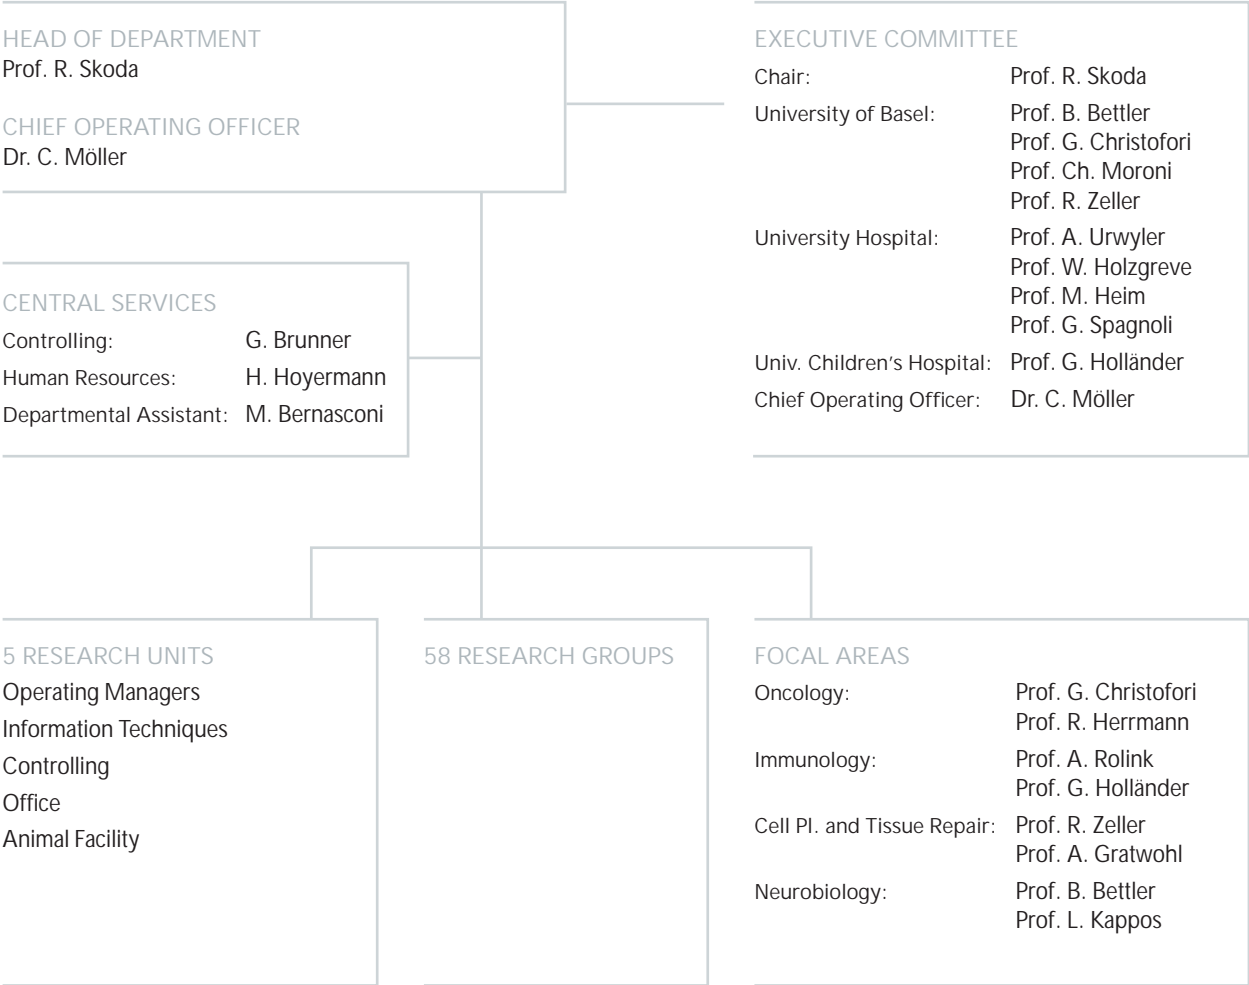 HEAD OF DEPARTMENT
Prof. R. Skoda
CHIEF OPERATING OFFICER
Dr. C. Möller
EXECUTIVE COMMITTEE
Chair: Prof. R. Skoda
University of Basel: Prof. B. Bettler
Prof. G. Christofori
Prof. Ch. Moroni
Prof. R. Zeller
University Hospital: Prof. A. Urwyler
Prof. W. Holzgreve
Prof. M. Heim
Prof. G. Spagnoli
Univ. Children's Hospital: Prof. G. Holländer
Chief Operating Officer: Dr. C. Möller
CENTRAL SERVICES
Controlling: G. Brunner
Human Resources: H. Hoyermann
Departmental Assistant: M. Bernasconi
5 RESEARCH UNITS
Operating Managers
Information Techniques
Controlling
Office
Animal Facility
58 RESEARCH GROUPS
FOCAL AREAS
Oncology: Prof. G. Christofori
Prof. R. Herrmann
Immunology: Prof. A. Rolink
Prof. G. Holländer
Cell Pl. and Tissue Repair: Prof. R. Zeller
Prof. A. Gratwohl
Neurobiology: Prof. B. Bettler
Prof. L. Kappos